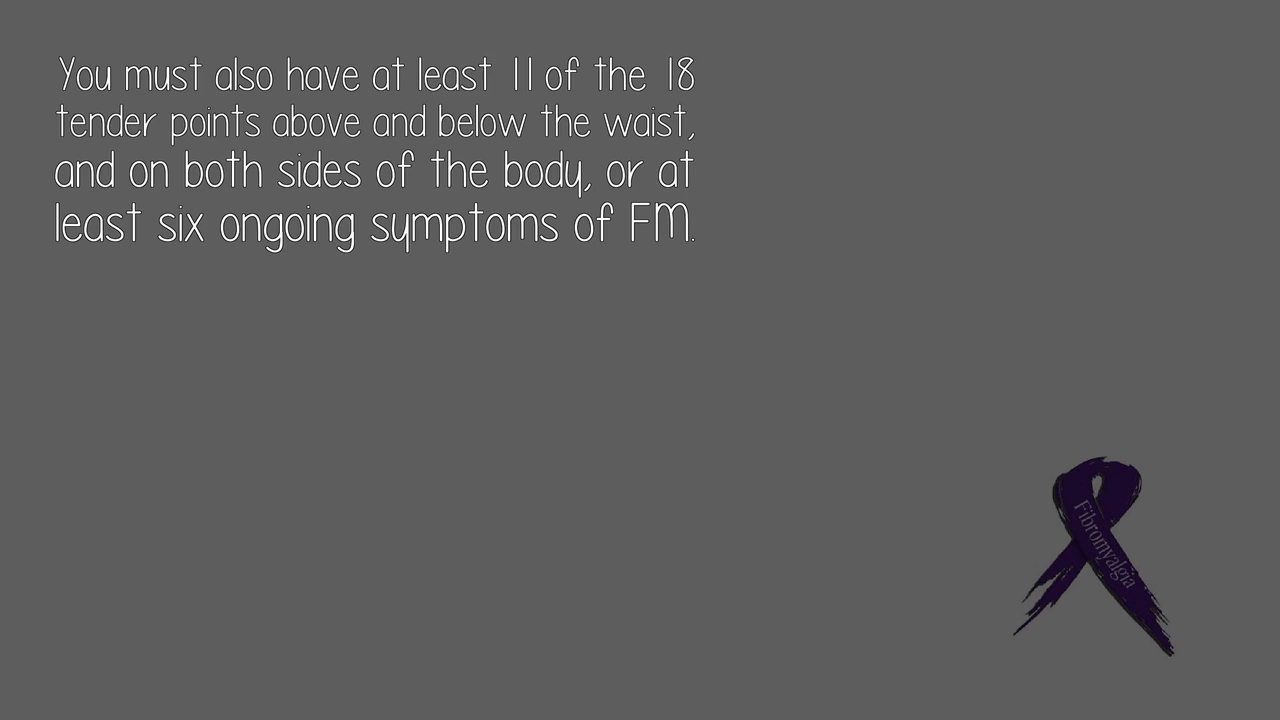 You must also have at least 11 of the 18
tender points above and below the waist,
and on both sides of the body, or at
least six ongoing symptoms of FM.
Fibromyalgia